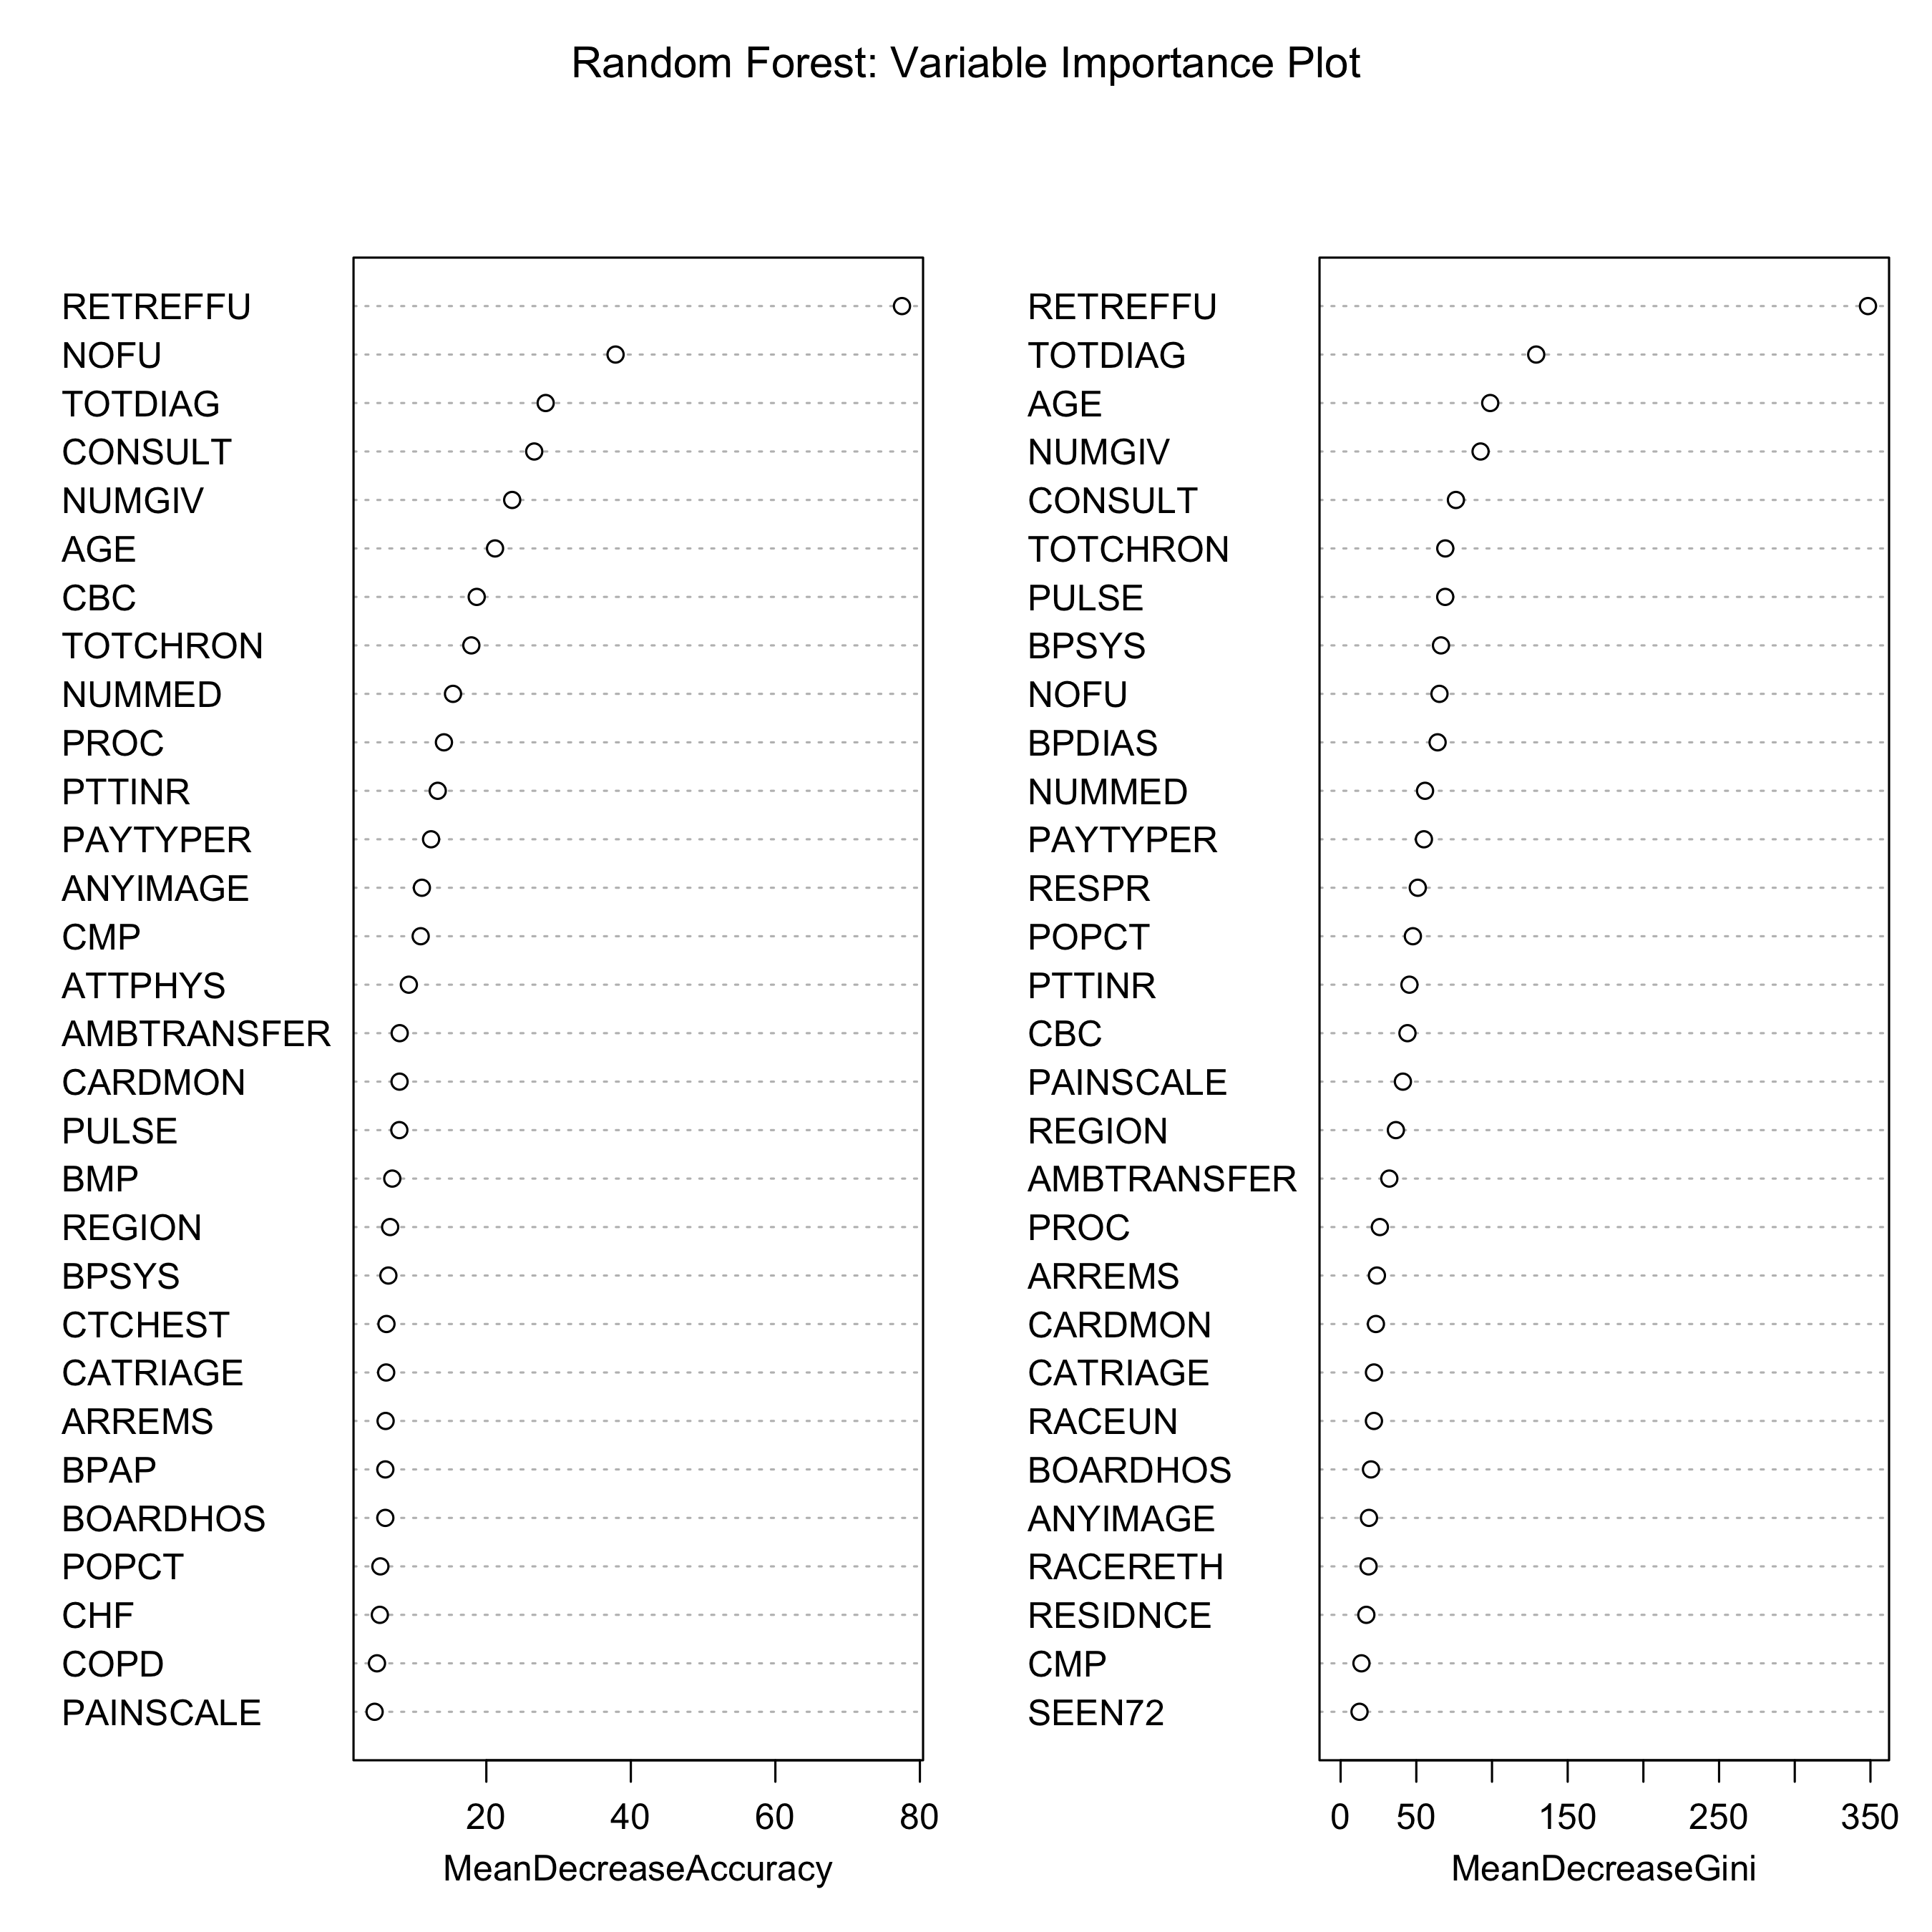 Random Forest: Variable Importance Plot
RETREFFU
NOFU
TOTDIAG
CONSULT
NUMGIV
AGE
CBC
TOTCHRON
NUMMED
PROC
PTTINR
PAYTYPER
ANYIMAGE
CMP
ATTPHYS
AMBTRANSFER
CARDMON
PULSE
BMP
REGION
BPSYS
CTCHEST
CATRIAGE
ARREMS
BPAP
BOARDHOS
POPCT
CHF
COPD
PAINSCALE
20 40 60 80
MeanDecreaseAccuracy
RETREFFU
TOTDIAG
AGE
NUMGIV
CONSULT
TOTCHRON
PULSE
BPSYS
NOFU
BPDIAS
NUMMED
PAYTYPER
RESPR
POPCT
PTTINR
CBC
PAINSCALE
REGION
AMBTRANSFER
PROC
ARREMS
CARDMON
CATRIAGE
RACEUN
BOARDHOS
ANYIMAGE
RACERETH
RESIDNCE
CMP
SEEN72
0 50 150 250 350
MeanDecreaseGini